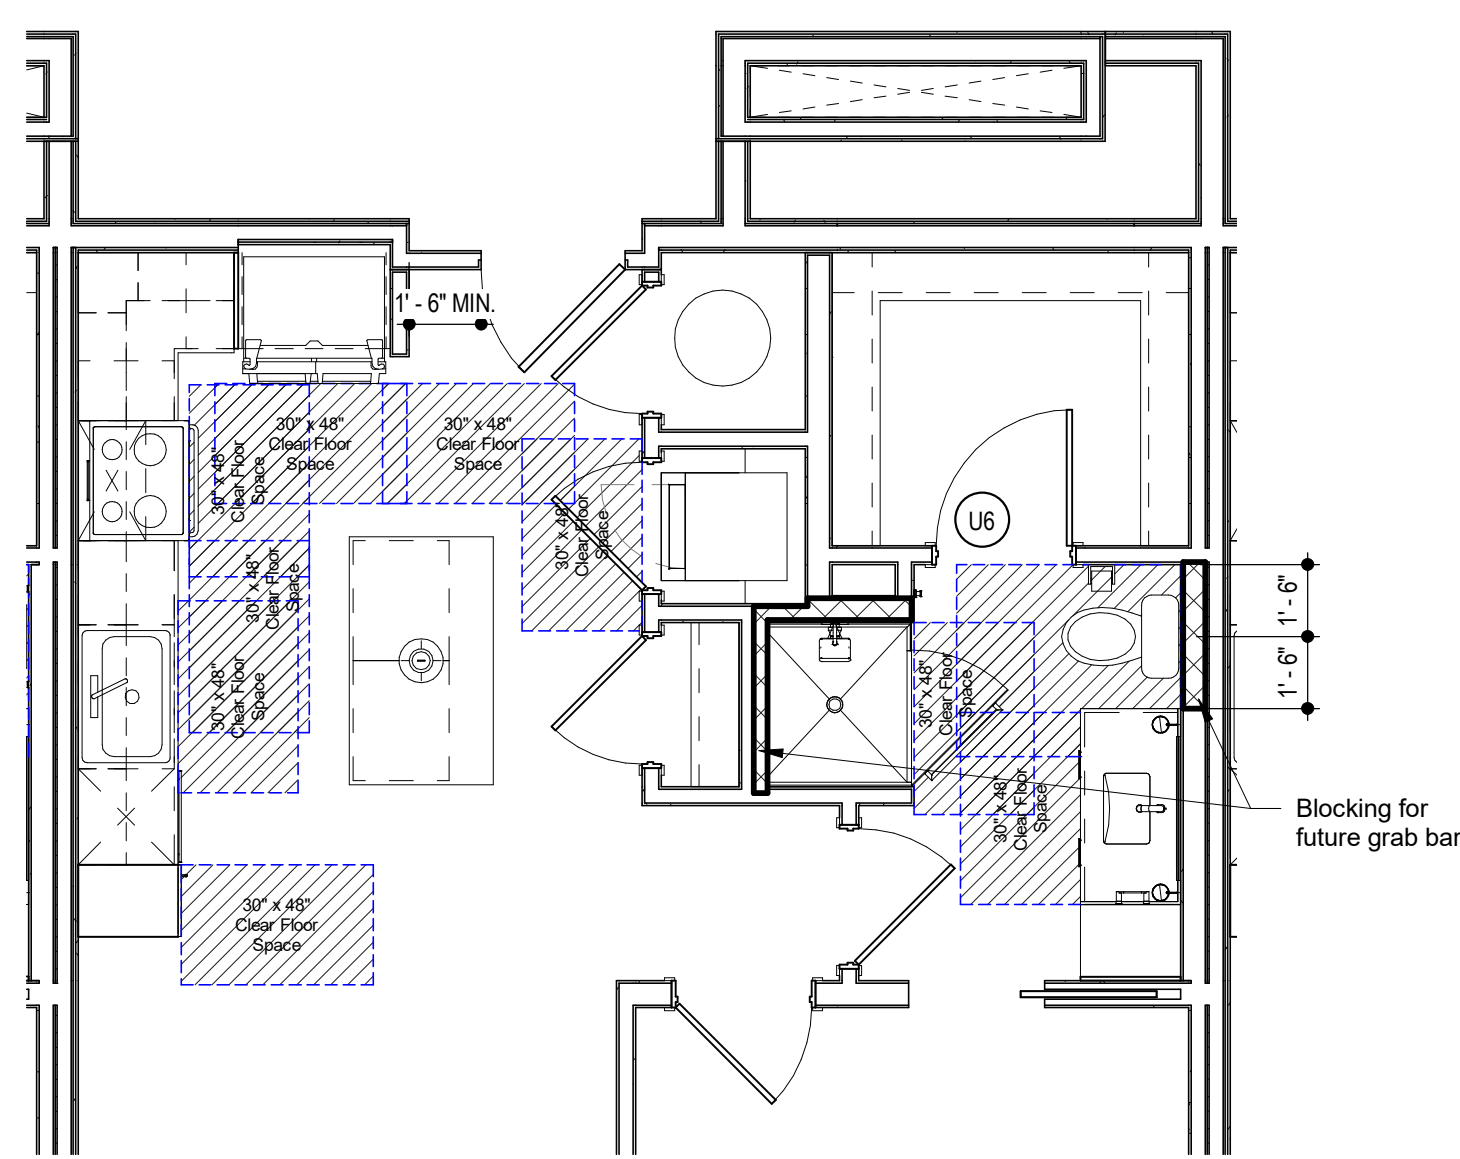 1' - 6" MIN.
30" x 48"
Clear Floor
Space
30" x 48"
Clear Floor
Space
30" x 48"
Clear Floor
Space
30" x 48"
Clear Floor
Space
U6
30" x 48"
Clear Floor
Space
1' - 6"
30" x 48"
Clear Floor
Space
30" x 48"
Clear Floor
Space
1' - 6"
30" x 48"
Clear Floor
Space
Blocking for
future grab bar
30" x 48"
Clear Floor
Space